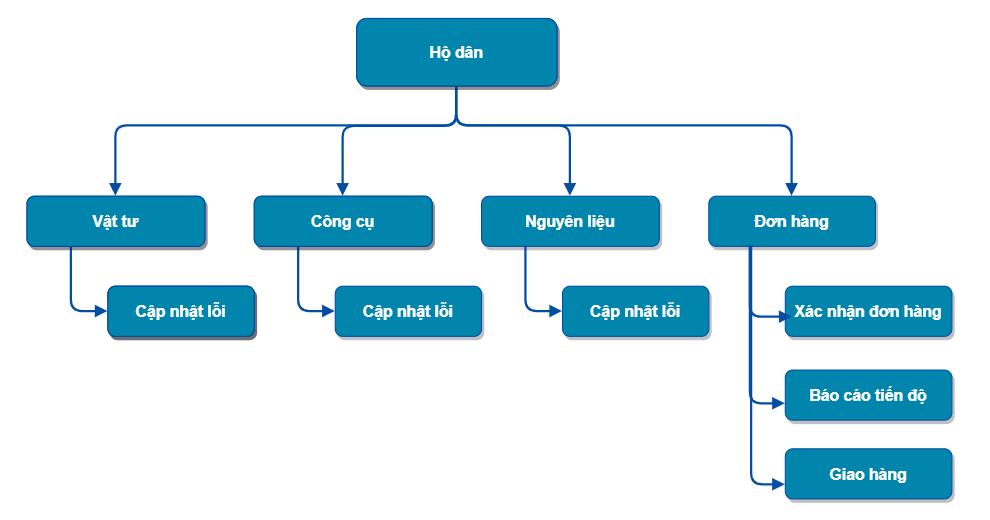 Hộ dân
Vật tư
Công cụ
Nguyên liệu
Đơn hàng
Cập nhật lỗi
Cập nhật lỗi
Cập nhật lỗi
Xác nhận đơn hàng
Báo cáo tiến độ
Giao hàng